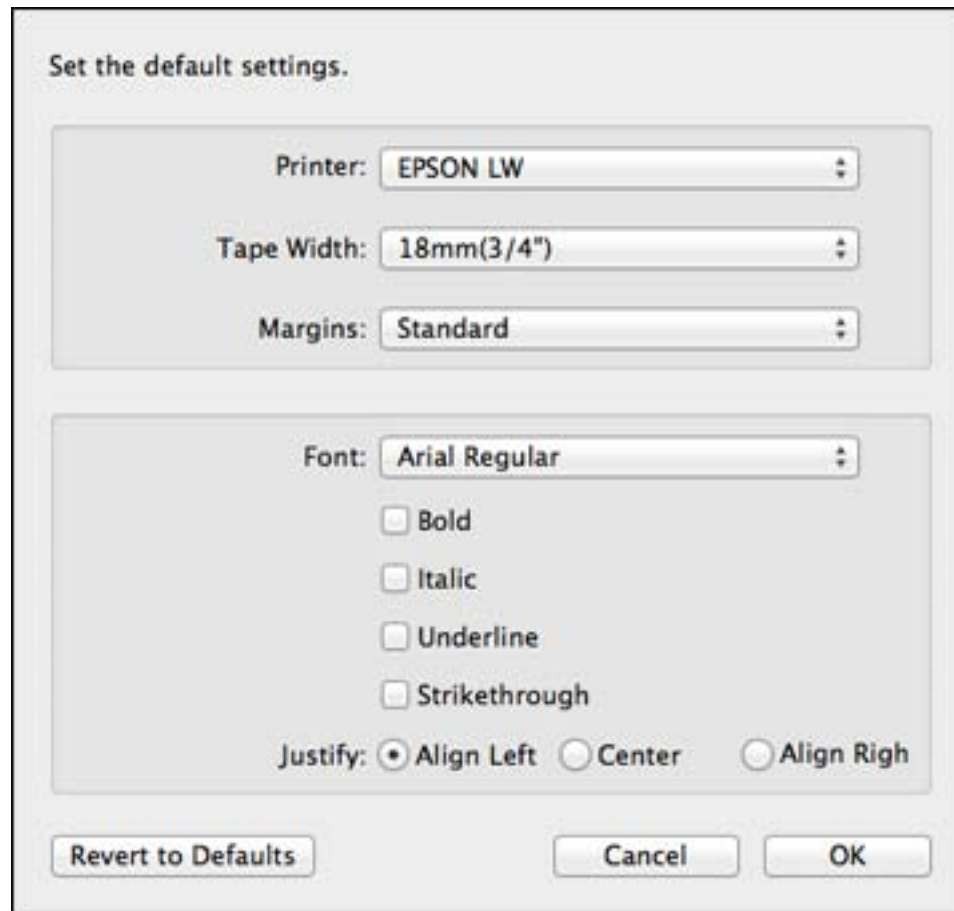 Set the default settings.
Printer: EPSON LW
Tape Width: 18mm(3/4")
Margins: Standard
Font: Arial Regular
Bold
Italic
Underline
Strikethrough
Justify: Align Left Center Align Righ
Revert to Defaults Cancel OK